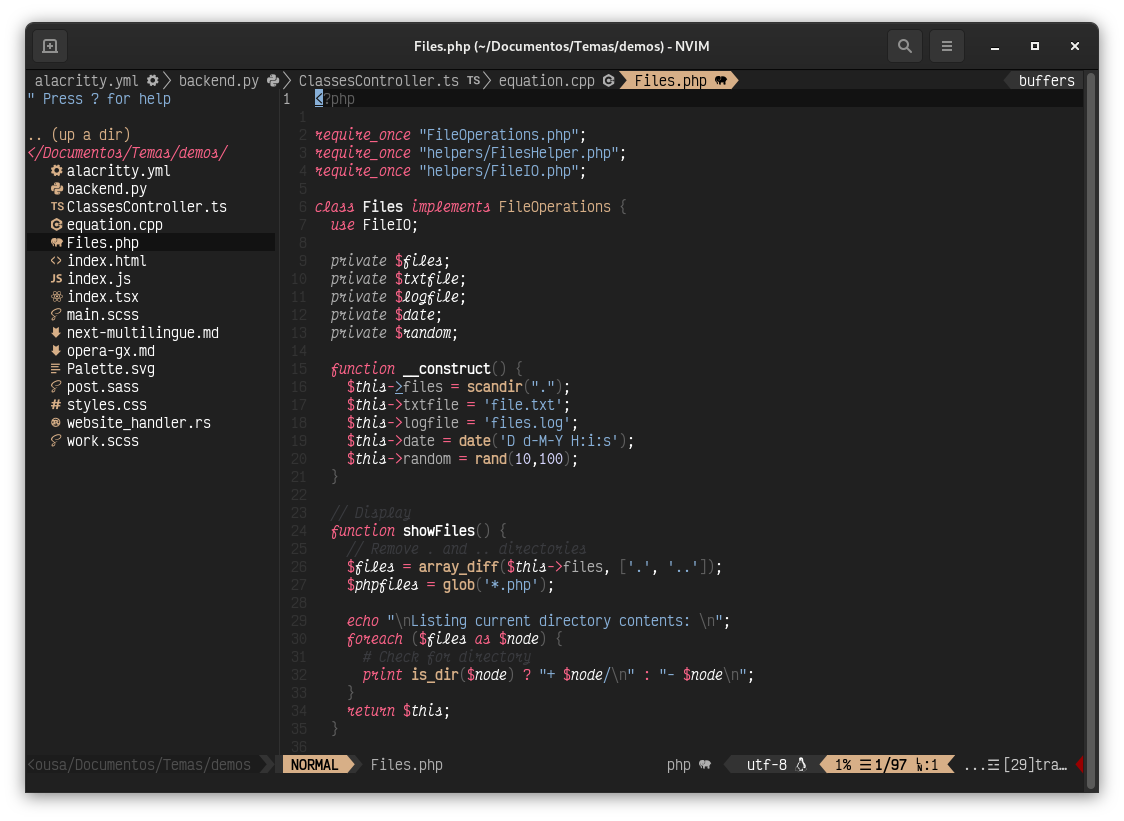 Files.php (~/Documentos/Temas/demos) - NVIM
alacritty.yml backend.py ClassesController.ts TS equation.cpp Files.php buffers
" Press ? for help
.. (up a dir)
</Documentos/Temas/demos/
alacritty.yml
backend.py
TS ClassesController.ts
equation.cpp
Files.php
<> index.html
JS index.js
index.tsx
main.scss
next-multilingue.md
opera-gx.md
Palette.svg
post.sass
# styles.css
website_handler.rs
work.scss
1 <?php
1
2 require_once "FileOperations.php";
3 require_once "helpers/FilesHelper.php";
4 require_once "helpers/FileIO.php";
5
6 class Files implements FileOperations {
7   use FileIO;
8
9   private $files;
10   private $txtfile;
11   private $logfile;
12   private $date;
13   private $random;
14
15   function __construct() {
16     $this->files = scandir(".");
17     $this->txtfile = 'file.txt';
18     $this->logfile = 'files.log';
19     $this->date = date('D d-M-Y H:i:s');
20     $this->random = rand(10,100);
21   }
22
23   // Display
24   function showFiles() {
25     // Remove . and .. directories
26     $files = array_diff($this->files, ['.', '..']);
27     $phpfiles = glob('*.php');
28
29     echo "\nListing current directory contents: \n";
30     foreach ($files as $node) {
31       # Check for directory
32       print is_dir($node) ? "+ $node/\n" : "- $node\n";
33     }
34     return $this;
35   }
36
<ousa/Documentos/Temas/demos NORMAL Files.php php utf-8 1% ☰ 1/97 ㏑:1 ...☲ [29]tra…